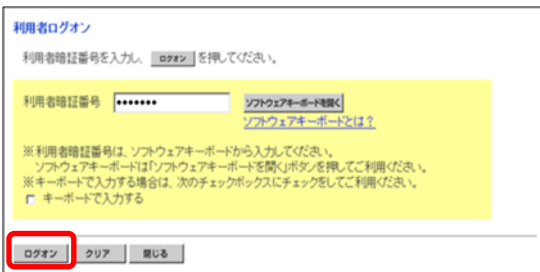 利用者ログオン
利用者暗証番号を入力し、 ログオン を押してください。
利用者暗証番号 ••••••• ソフトウェアキーボードを開く
ソフトウェアキーボードとは？
※利用者暗証番号は、ソフトウェアキーボードから入力してください。
ソフトウェアキーボードは「ソフトウェアキーボードを開く」ボタンを押してご利用ください。
※キーボードで入力する場合は、次のチェックボックスにチェックをしてご利用ください。
キーボードで入力する
ログオン クリア 閉じる